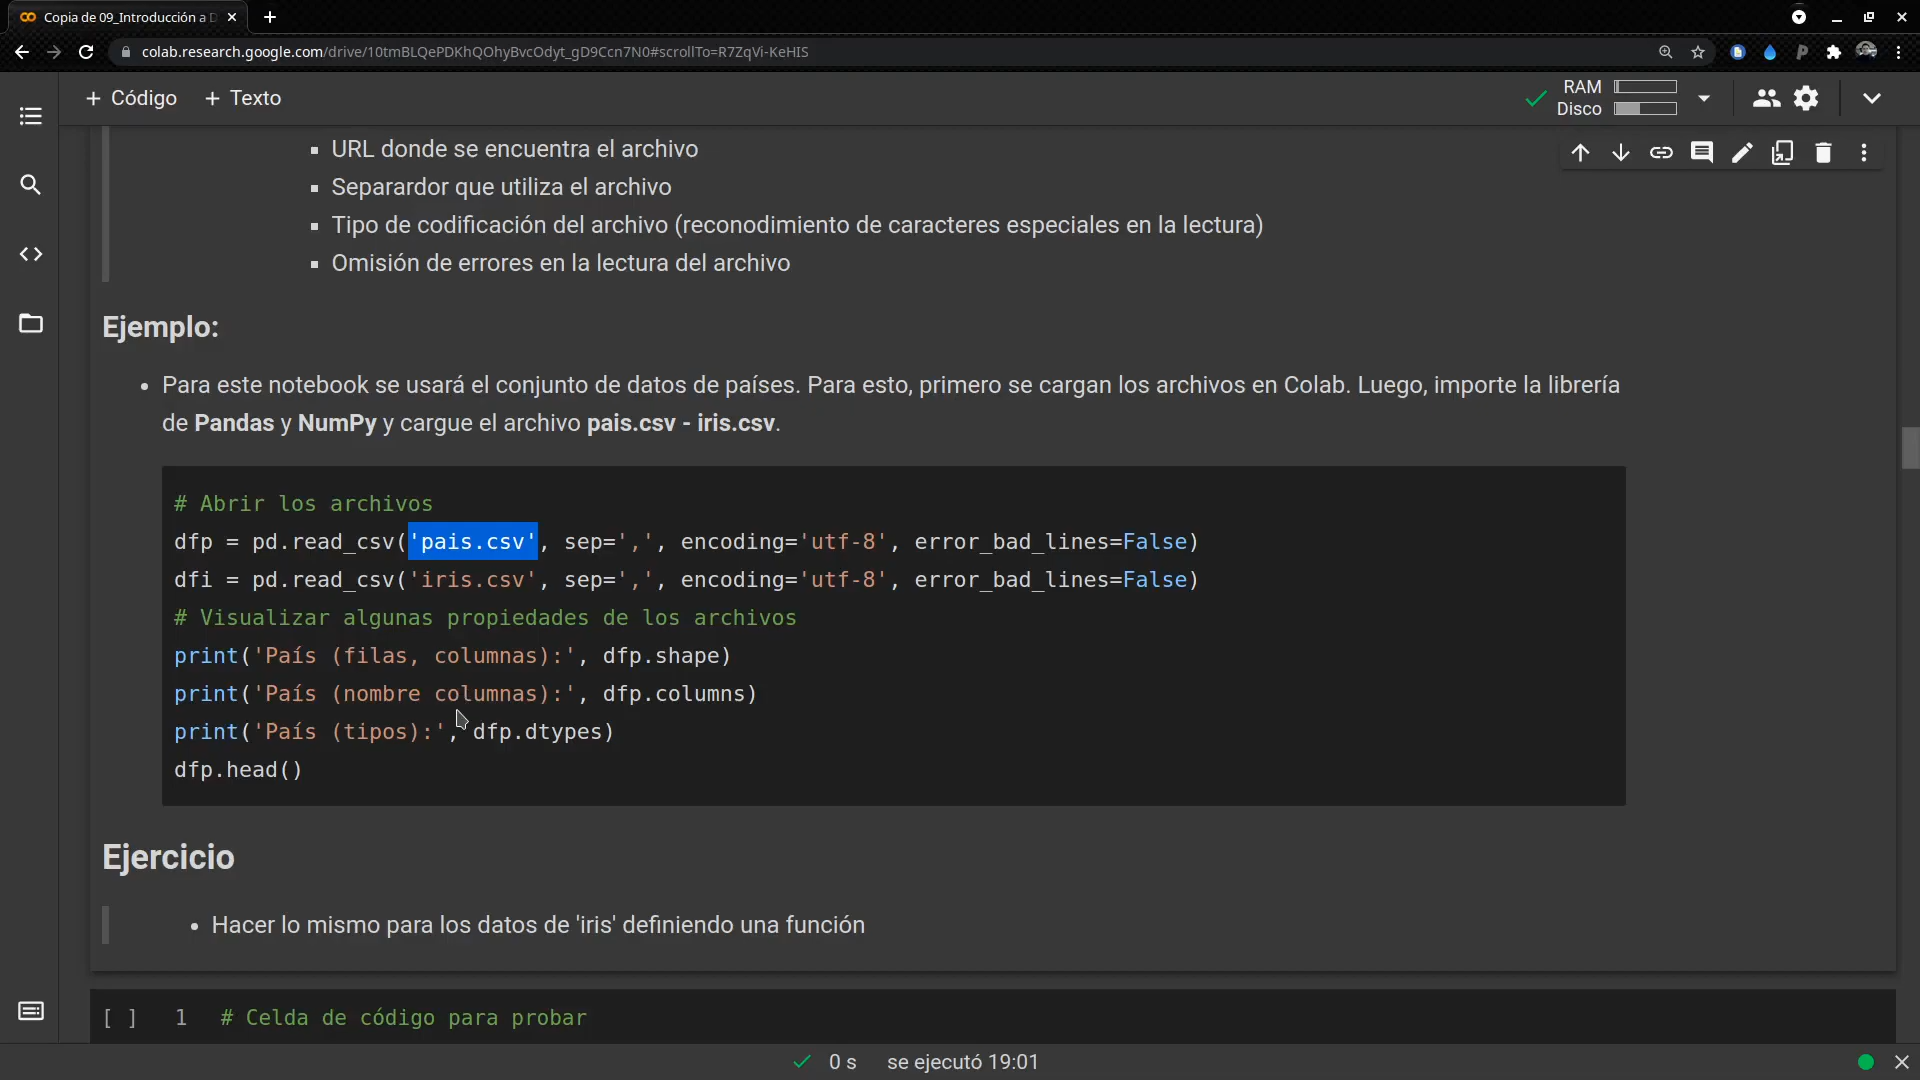 Copia de 09_Introducción a D
colab.research.google.com/drive/10tmBLQePDKhQOhyBvcOdyt_gD9Ccn7N0#scrollTo=R7ZqVi-KeHIS
+ Código + Texto
RAM
Disco
URL donde se encuentra el archivo
Separardor que utiliza el archivo
Tipo de codificación del archivo (reconodimiento de caracteres especiales en la lectura)
Omisión de errores en la lectura del archivo
Ejemplo:
Para este notebook se usará el conjunto de datos de países. Para esto, primero se cargan los archivos en Colab. Luego, importe la librería
de Pandas y NumPy y cargue el archivo pais.csv - iris.csv.
# Abrir los archivos
dfp = pd.read_csv('pais.csv', sep=',', encoding='utf-8', error_bad_lines=False)
dfi = pd.read_csv('iris.csv', sep=',', encoding='utf-8', error_bad_lines=False)
# Visualizar algunas propiedades de los archivos
print('País (filas, columnas):', dfp.shape)
print('País (nombre columnas):', dfp.columns)
print('País (tipos):', dfp.dtypes)
dfp.head()
Ejercicio
Hacer lo mismo para los datos de 'iris' definiendo una función
[ ] 1 # Celda de código para probar
0 s se ejecutó 19:01